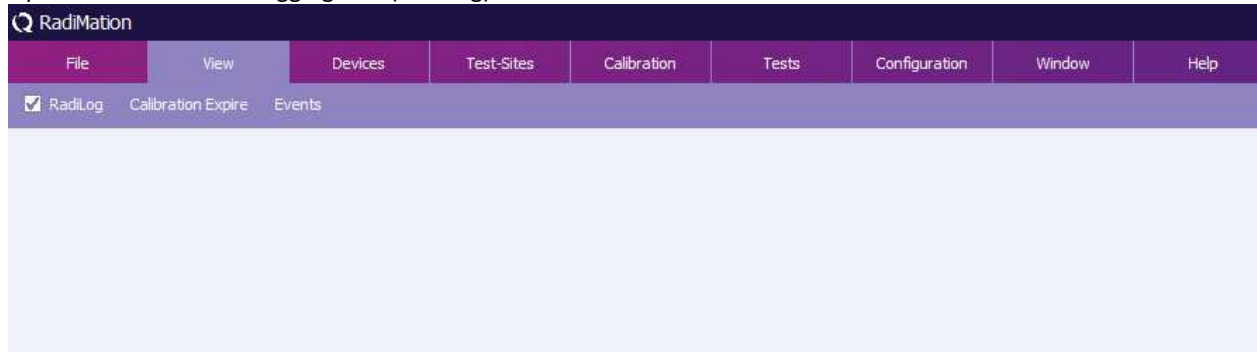 RadiMation
File View Devices Test-Sites Calibration Tests Configuration Window Help
RadiLog Calibration Expire Events